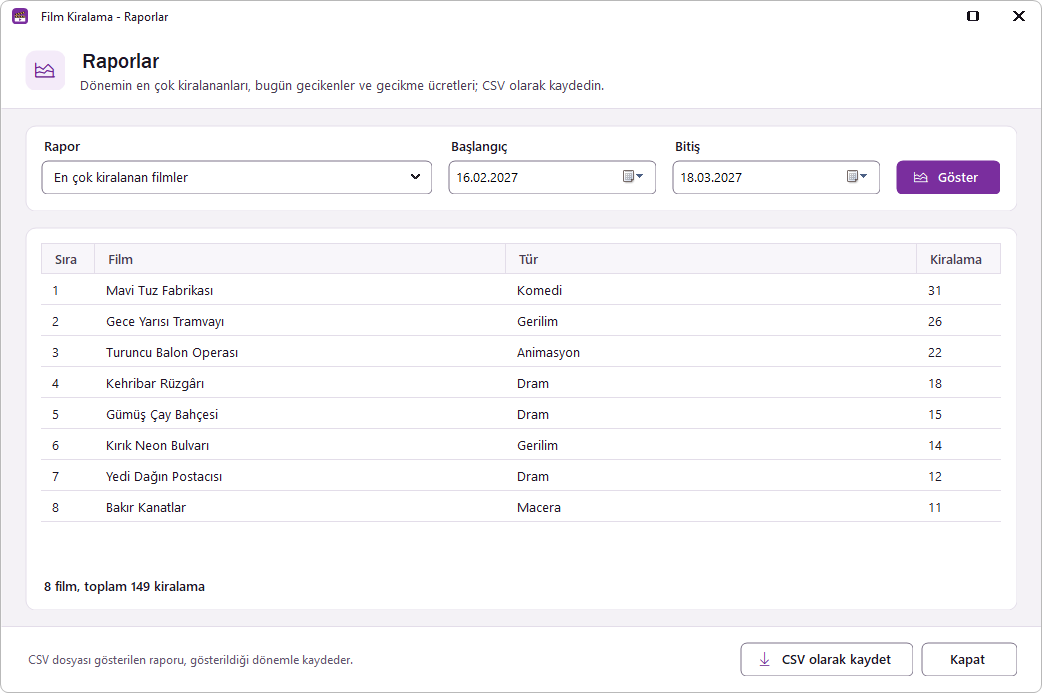 Film Kiralama - Raporlar
Raporlar
Dönemin en çok kiralananları, bugün gecikenler ve gecikme ücretleri; CSV olarak kaydedin.
Rapor Başlangıç Bitiş
En çok kiralanan filmler 16.02.2027 18.03.2027 Göster
Sıra Film Tür Kiralama
1 Mavi Tuz Fabrikası Komedi 31
2 Gece Yarısı Tramvayı Gerilim 26
3 Turuncu Balon Operası Animasyon 22
4 Kehribar Rüzgârı Dram 18
5 Gümüş Çay Bahçesi Dram 15
6 Kırık Neon Bulvarı Gerilim 14
7 Yedi Dağın Postacısı Dram 12
8 Bakır Kanatlar Macera 11
8 film, toplam 149 kiralama
CSV dosyası gösterilen raporu, gösterildiği dönemle kaydeder. CSV olarak kaydet Kapat